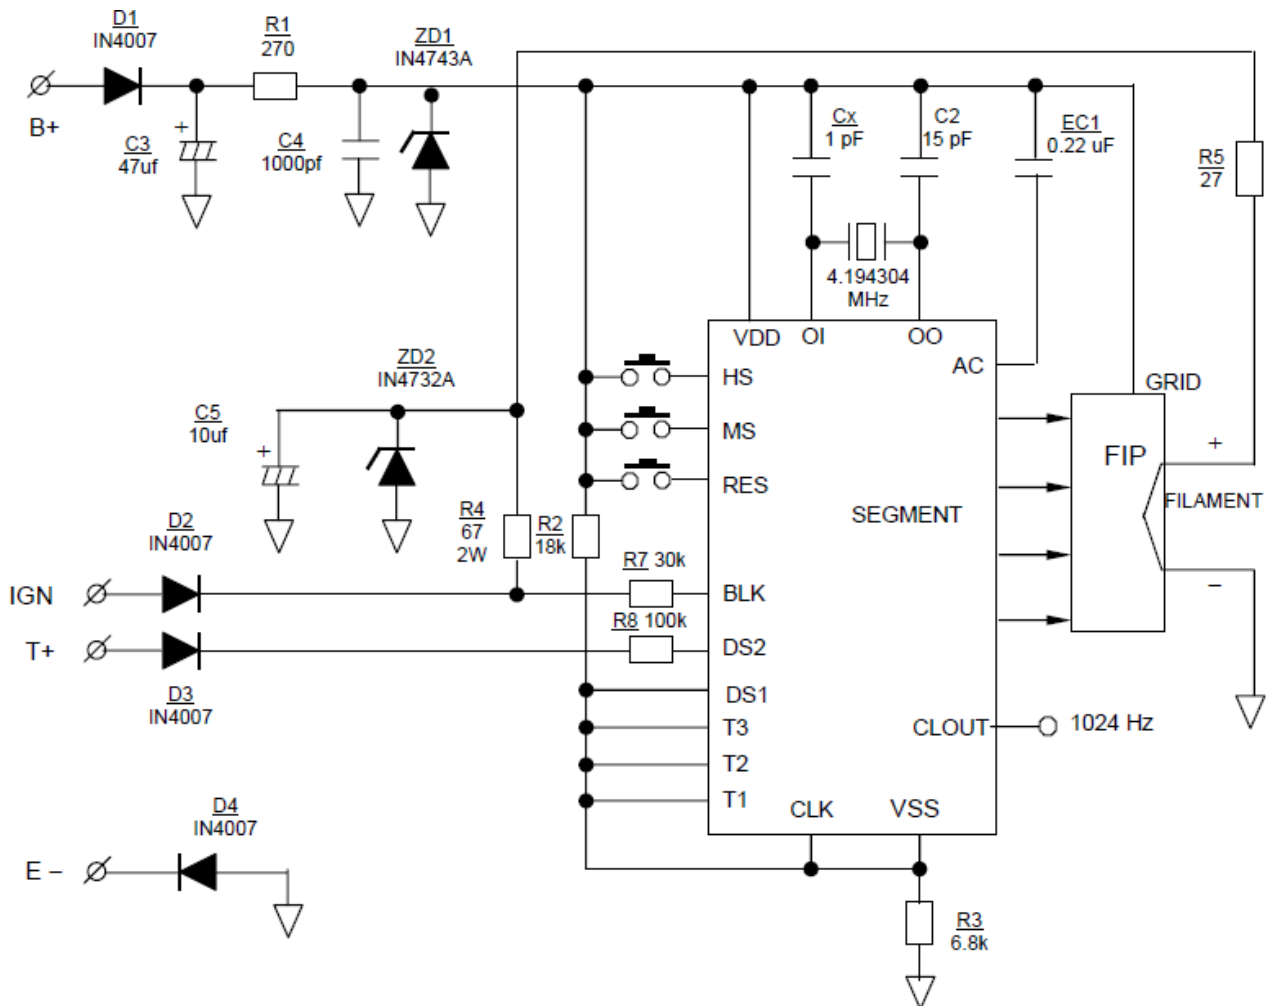 D1
IN4007
R1
270
ZD1
IN4743A
B+
+
C3
47uf
C4
1000pf
Cx
1 pF
C2
15 pF
EC1
0.22 uF
R5
27
4.194304
MHz
VDD
OI
OO
AC
HS
MS
RES
SEGMENT
BLK
DS2
DS1
T3
T2
T1
CLK
VSS
CLOUT
1024 Hz
GRID
FIP
+
FILAMENT
−
ZD2
IN4732A
C5
10uf
+
D2
IN4007
R4
67
2W
R2
18k
R7 30k
R8 100k
IGN
T+
D3
IN4007
D4
IN4007
E −
R3
6.8k